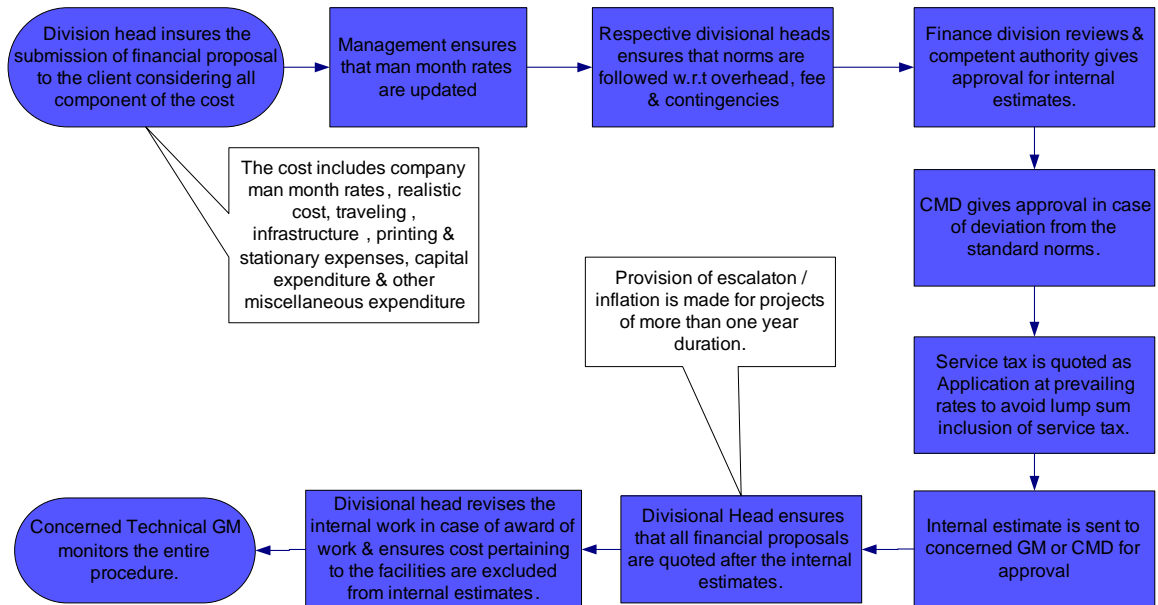 Division head insures the
submission of financial proposal
to the client considering all
component of the cost
Management ensures
that man month rates
are updated
Respective divisional heads
ensures that norms are
followed w.r.t overhead, fee
& contingencies
Finance division reviews &
competent authority gives
approval for internal
estimates.
The cost includes company
man month rates, realistic
cost, traveling ,
infrastructure , printing &
stationary expenses, capital
expenditure & other
miscellaneous expenditure
CMD gives approval in case
of deviation from the
standard norms.
Provision of escalaton /
inflation is made for projects
of more than one year
duration.
Service tax is quoted as
Application at prevailing
rates to avoid lump sum
inclusion of service tax.
Internal estimate is sent to
concerned GM or CMD for
approval
Divisional Head ensures
that all financial proposals
are quoted after the internal
estimates.
Divisional head revises the
internal work in case of award of
work & ensures cost pertaining
to the facilities are excluded
from internal estimates.
Concerned Technical GM
monitors the entire
procedure.